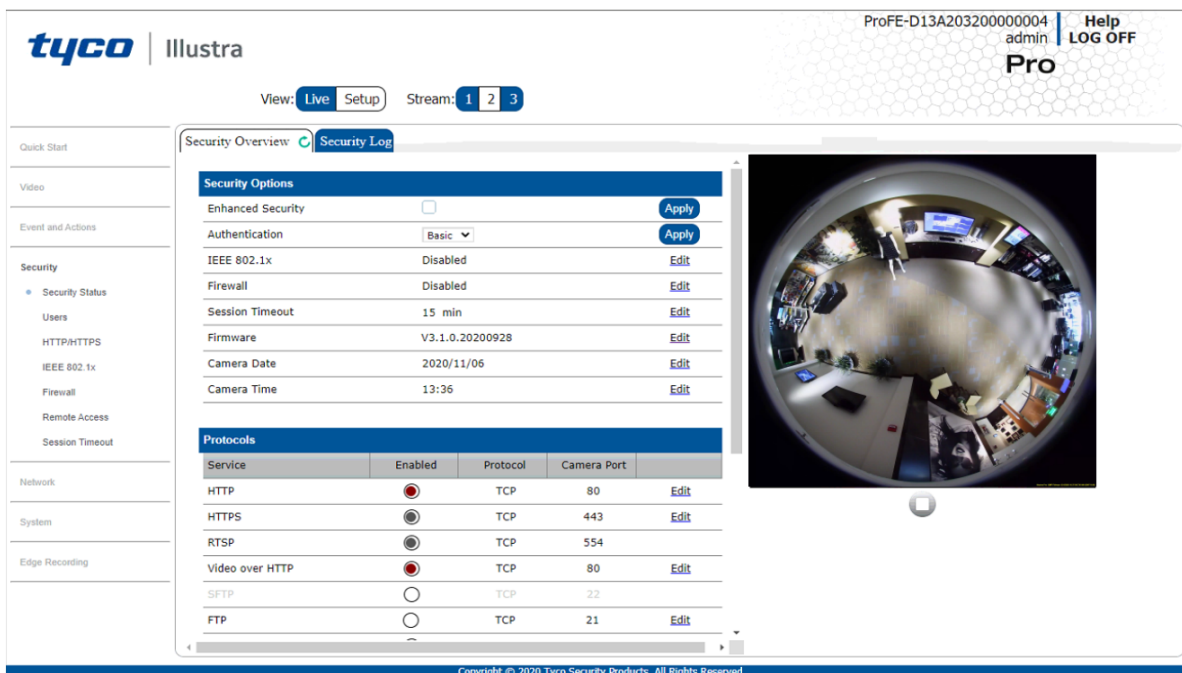 tyco | Illustra
ProFE-D13A203200000004 Help
admin LOG OFF
Pro
View: Live Setup Stream: 1 2 3
Quick Start
Video
Event and Actions
Security
Security Status
Users
HTTP/HTTPS
IEEE 802.1x
Firewall
Remote Access
Session Timeout
Network
System
Edge Recording
Security Overview Security Log
Security Options
Enhanced Security Apply
Authentication Basic Apply
IEEE 802.1x Disabled Edit
Firewall Disabled Edit
Session Timeout 15 min Edit
Firmware V3.1.0.20200928 Edit
Camera Date 2020/11/06 Edit
Camera Time 13:36 Edit
Protocols
Service Enabled Protocol Camera Port
HTTP TCP 80 Edit
HTTPS TCP 443 Edit
RTSP TCP 554
Video over HTTP TCP 80 Edit
SFTP TCP 22
FTP TCP 21 Edit
Copyright © 2020 Tyco Security Products. All Rights Reserved